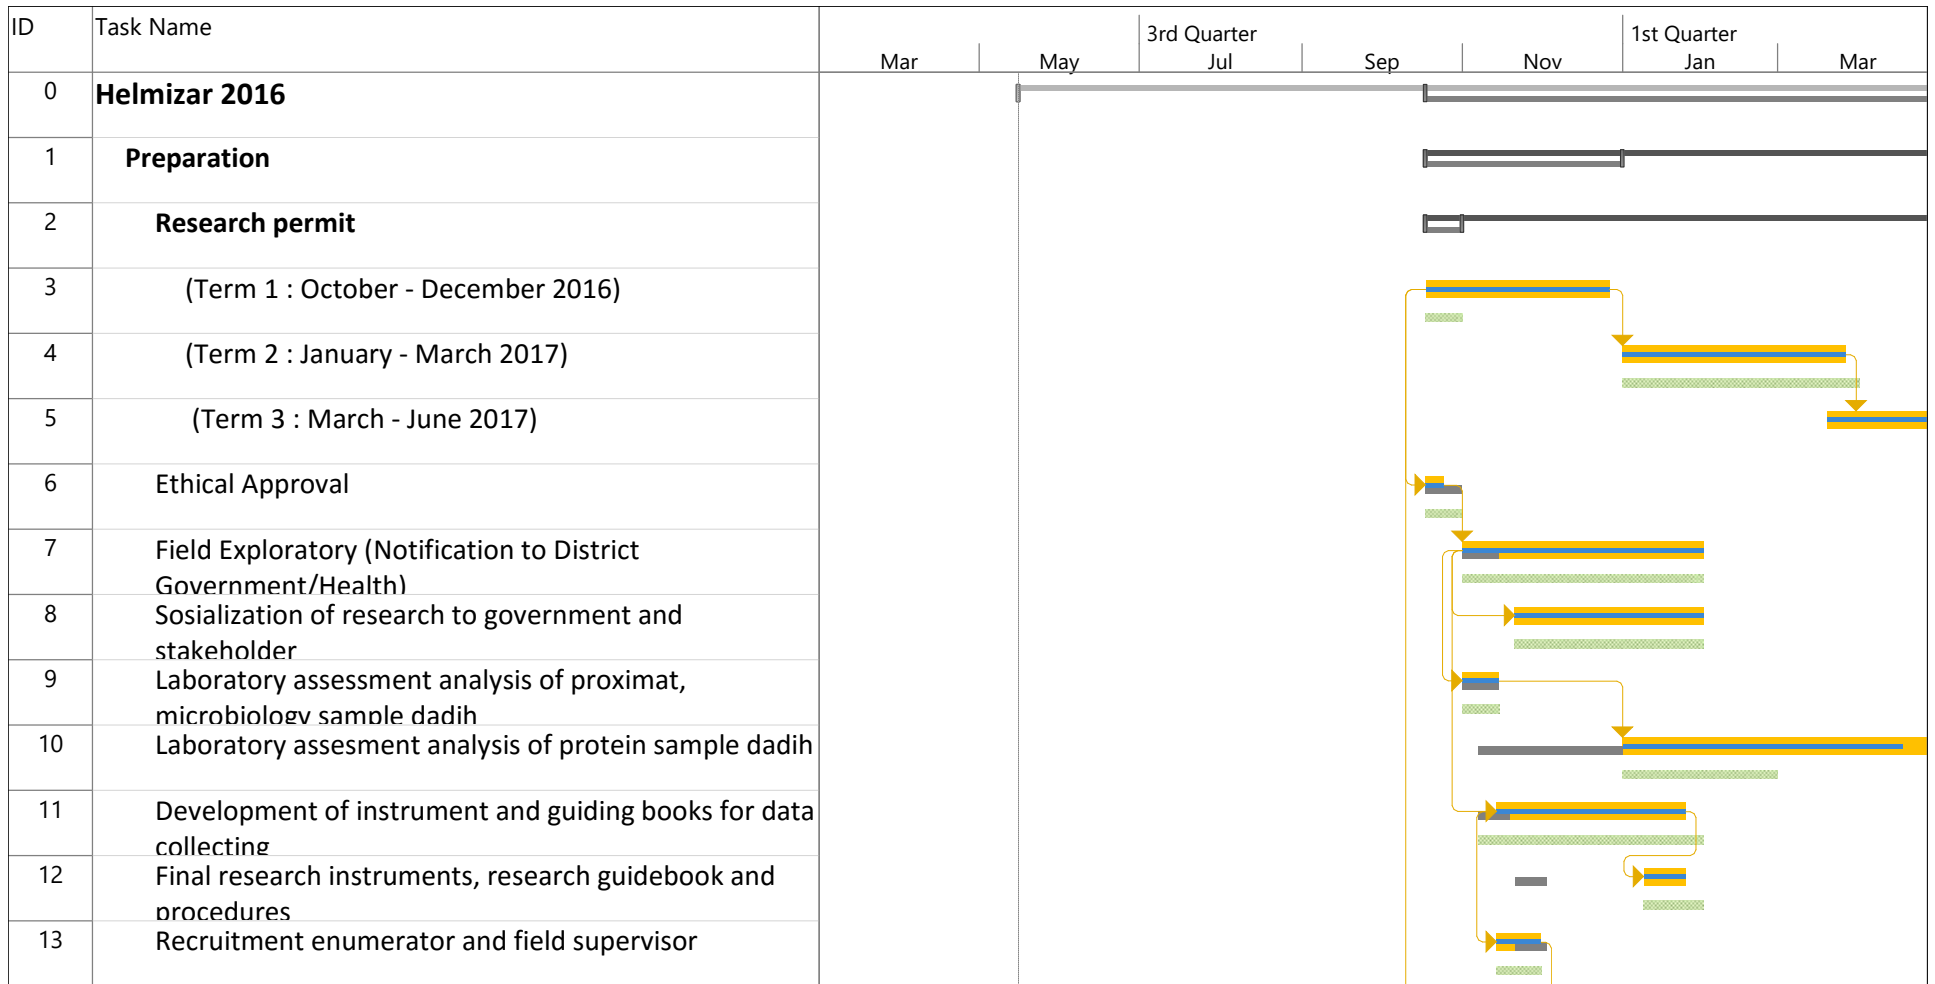 ID
Task Name
3rd Quarter
1st Quarter
Mar
May
Jul
Sep
Nov
Jan
Mar
0
Helmizar 2016
1
Preparation
2
Research permit
3
(Term 1 : October - December 2016)
4
(Term 2 : January - March 2017)
5
(Term 3 : March - June 2017)
6
Ethical Approval
7
Field Exploratory (Notification to District
Government/Health)
8
Sosialization of research to government and
stakeholder
9
Laboratory assessment analysis of proximat,
microbiology sample dadih
10
Laboratory assesment analysis of protein sample dadih
11
Development of instrument and guiding books for data
collecting
12
Final research instruments, research guidebook and
procedures
13
Recruitment enumerator and field supervisor